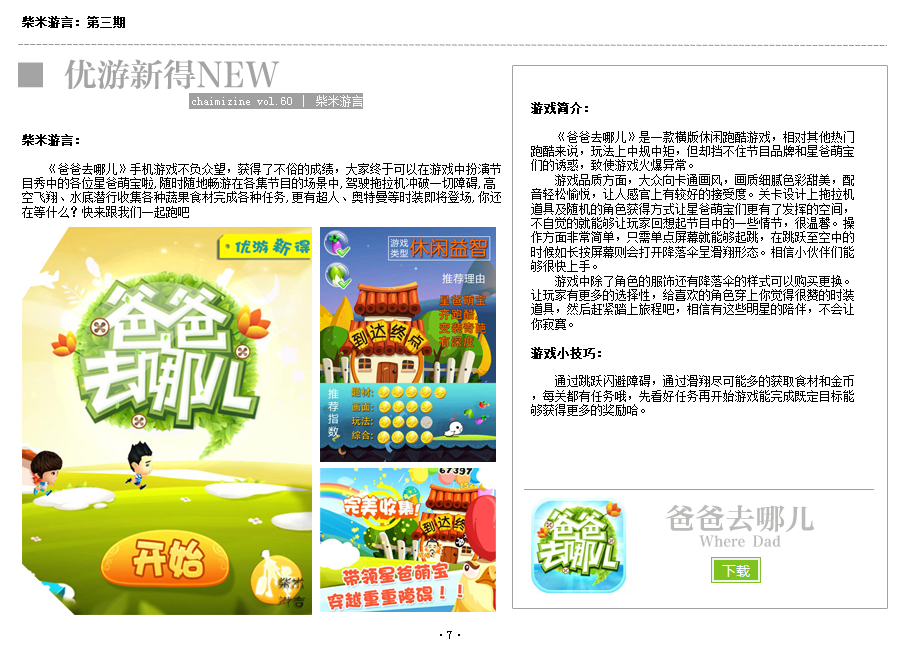 柴米游言：第三期
优游新得NEW
chaimizine vol.60 | 柴米游言
柴米游言：
《爸爸去哪儿》手机游戏不负众望，获得了不俗的成绩，大家终于可以在游戏中扮演节
目秀中的各位星爸萌宝啦,随时随地畅游在各集节目的场景中,驾驶拖拉机冲破一切障碍,高
空飞翔、水底潜行收集各种蔬果食材完成各种任务,更有超人、奥特曼等时装即将登场,你还
在等什么？快来跟我们一起跑吧
优游新得
爸爸
去哪儿
开始
柴米
游言
游戏
类型
休闲益智
推荐理由
星爸萌宝
齐跑酷
变装奇袂
有深度
到达终点
推荐指数
题材：
画面：
玩法：
综合：
67397
完美收集!
到达终
带领星爸萌宝
穿越重重障碍！！
游戏简介：
《爸爸去哪儿》是一款横版休闲跑酷游戏，相对其他热门
跑酷来说，玩法上中规中矩，但却挡不住节目品牌和星爸萌宝
们的诱惑，致使游戏火爆异常。
游戏品质方面，大众向卡通画风，画质细腻色彩甜美，配
音轻松愉悦，让人感官上有较好的接受度。关卡设计上拖拉机
道具及随机的角色获得方式让星爸萌宝们更有了发挥的空间，
不自觉的就能够让玩家回想起节目中的一些情节，很温馨。操
作方面非常简单，只需单点屏幕就能够起跳，在跳跃至空中的
时候如长按屏幕则会打开降落伞呈滑翔形态。相信小伙伴们能
够很快上手。
游戏中除了角色的服饰还有降落伞的样式可以购买更换。
让玩家有更多的选择性，给喜欢的角色穿上你觉得很赞的时装
道具，然后赶紧踏上旅程吧，相信有这些明星的陪伴，不会让
你寂寞。
游戏小技巧：
通过跳跃闪避障碍，通过滑翔尽可能多的获取食材和金币
，每关都有任务哦，先看好任务再开始游戏能完成既定目标能
够获得更多的奖励哈。
爸爸
去哪儿
爸爸去哪儿
Where Dad
下载
·7·